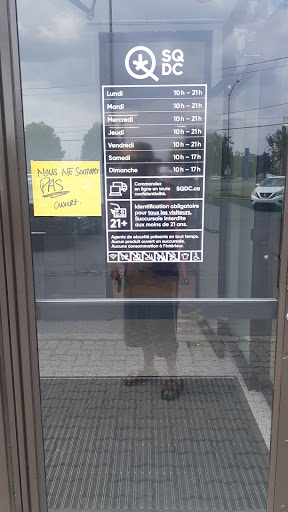 SQ
DC
Lundi 10h – 21h
Mardi 10h – 21h
Mercredi 10h – 21h
Jeudi 10h – 21h
Vendredi 10h – 21h
Samedi 10h – 17h
Dimanche 10h – 17h
Commandez
en ligne en toute
confidentialité.
SQDC.ca
Identification obligatoire
pour tous les visiteurs.
Succursale interdite
aux moins de 21 ans.
21+
Agents de sécurité présents en tout temps.
Aucun produit ouvert en succursale.
Aucune consommation à l'intérieur.
NOUS NE SOMMES
PAS
OUVERT.